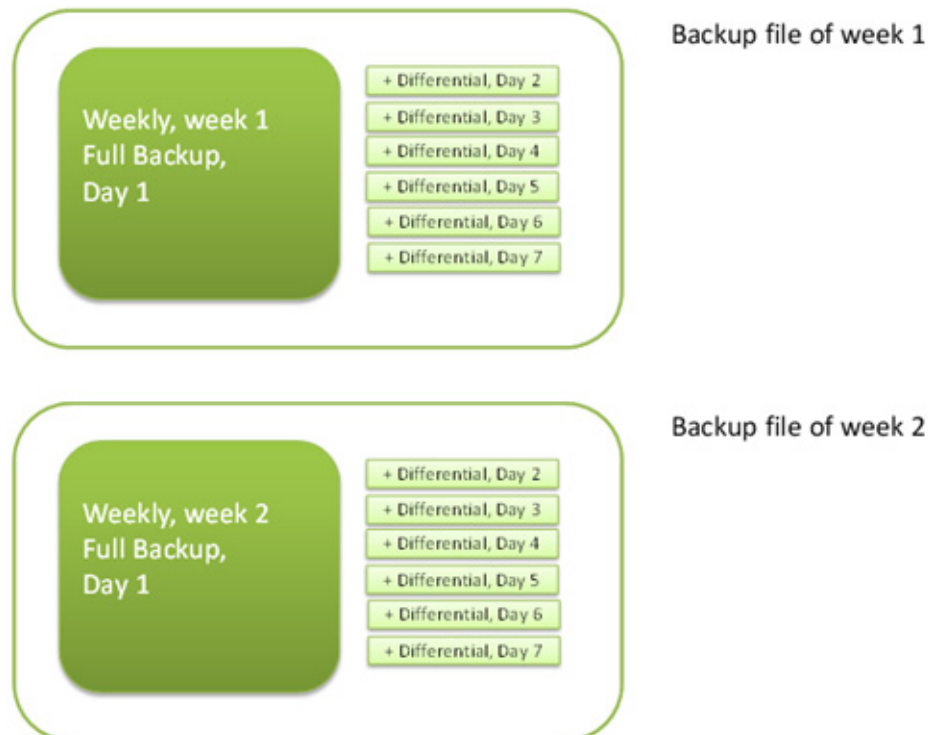 Backup file of week 1
Weekly, week 1
Full Backup,
Day 1
+ Differential, Day 2
+ Differential, Day 3
+ Differential, Day 4
+ Differential, Day 5
+ Differential, Day 6
+ Differential, Day 7
Backup file of week 2
Weekly, week 2
Full Backup,
Day 1
+ Differential, Day 2
+ Differential, Day 3
+ Differential, Day 4
+ Differential, Day 5
+ Differential, Day 6
+ Differential, Day 7